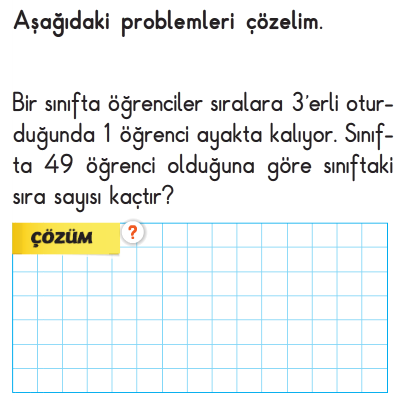 Aşağıdaki problemleri çözelim.
Bir sınıfta öğrenciler sıralara 3'erli otur-
duğunda 1 öğrenci ayakta kalıyor. Sınıf-
ta 49 öğrenci olduğuna göre sınıftaki
sıra sayısı kaçtır?
ÇÖZÜM ?